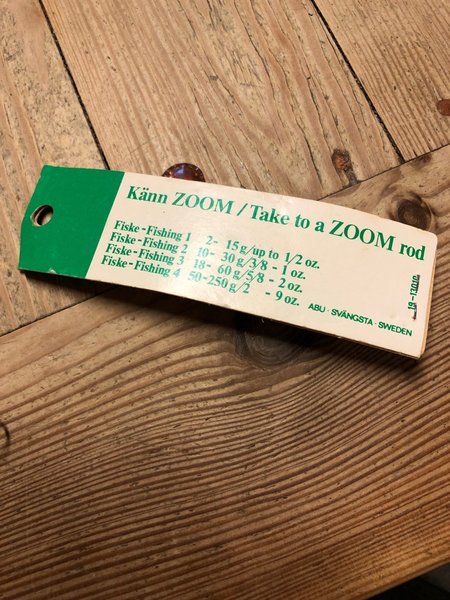 Känn ZOOM / Take to a ZOOM rod
Fiske-Fishing 1 2- 15 g/up to 1/2 oz.
Fiske-Fishing 2 10- 30 g/3/8 - 1 oz.
Fiske-Fishing 3 18- 60 g/5/8 - 2 oz.
Fiske-Fishing 4 50-250 g/2 - 9 oz.
ABU · SVÄNGSTA · SWEDEN